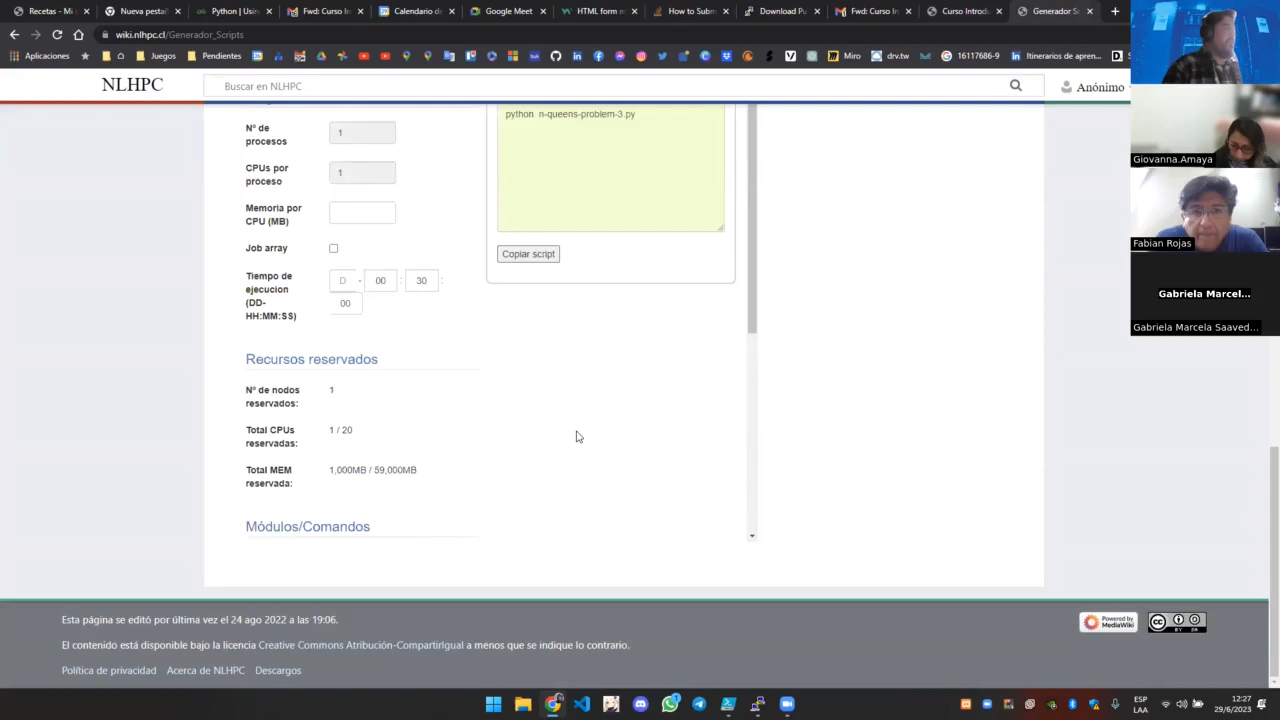 Recetas – Mi
Nueva pestañ
Python | Usin
Fwd: Correo In
Calendario de
Google Meet
HTML form n
How to Subm
Download Pu
Fwd: Correo In
Curso Introdu
Generador Sc
wiki.nlhpc.cl/Generador_Scripts
Aplicaciones
Juegos
Pendientes
Miro
drv.tw
16117686-9
Itinerarios de apren...
NLHPC
Buscar en NLHPC
Anónimo
Nº de
procesos
1
CPUs por
proceso
1
Memoria por
CPU (MB)
Job array
Tiempo de
ejecucion
(DD-
HH:MM:SS)
D - 00 : 30 :
00
python n-queens-problem-3.py
Copiar script
Recursos reservados
Nº de nodos
reservados:
1
Total CPUs
reservadas:
1 / 20
Total MEM
reservada:
1,000MB / 59,000MB
Módulos/Comandos
Esta página se editó por última vez el 24 ago 2022 a las 19:06.
El contenido está disponible bajo la licencia Creative Commons Atribución-CompartirIgual a menos que se indique lo contrario.
Política de privacidad
Acerca de NLHPC
Descargos
Powered by
MediaWiki
Giovanna.Amaya
Fabian Rojas
Gabriela Marcel...
Gabriela Marcela Saaved...
ESP
LAA
12:27
29/6/2023